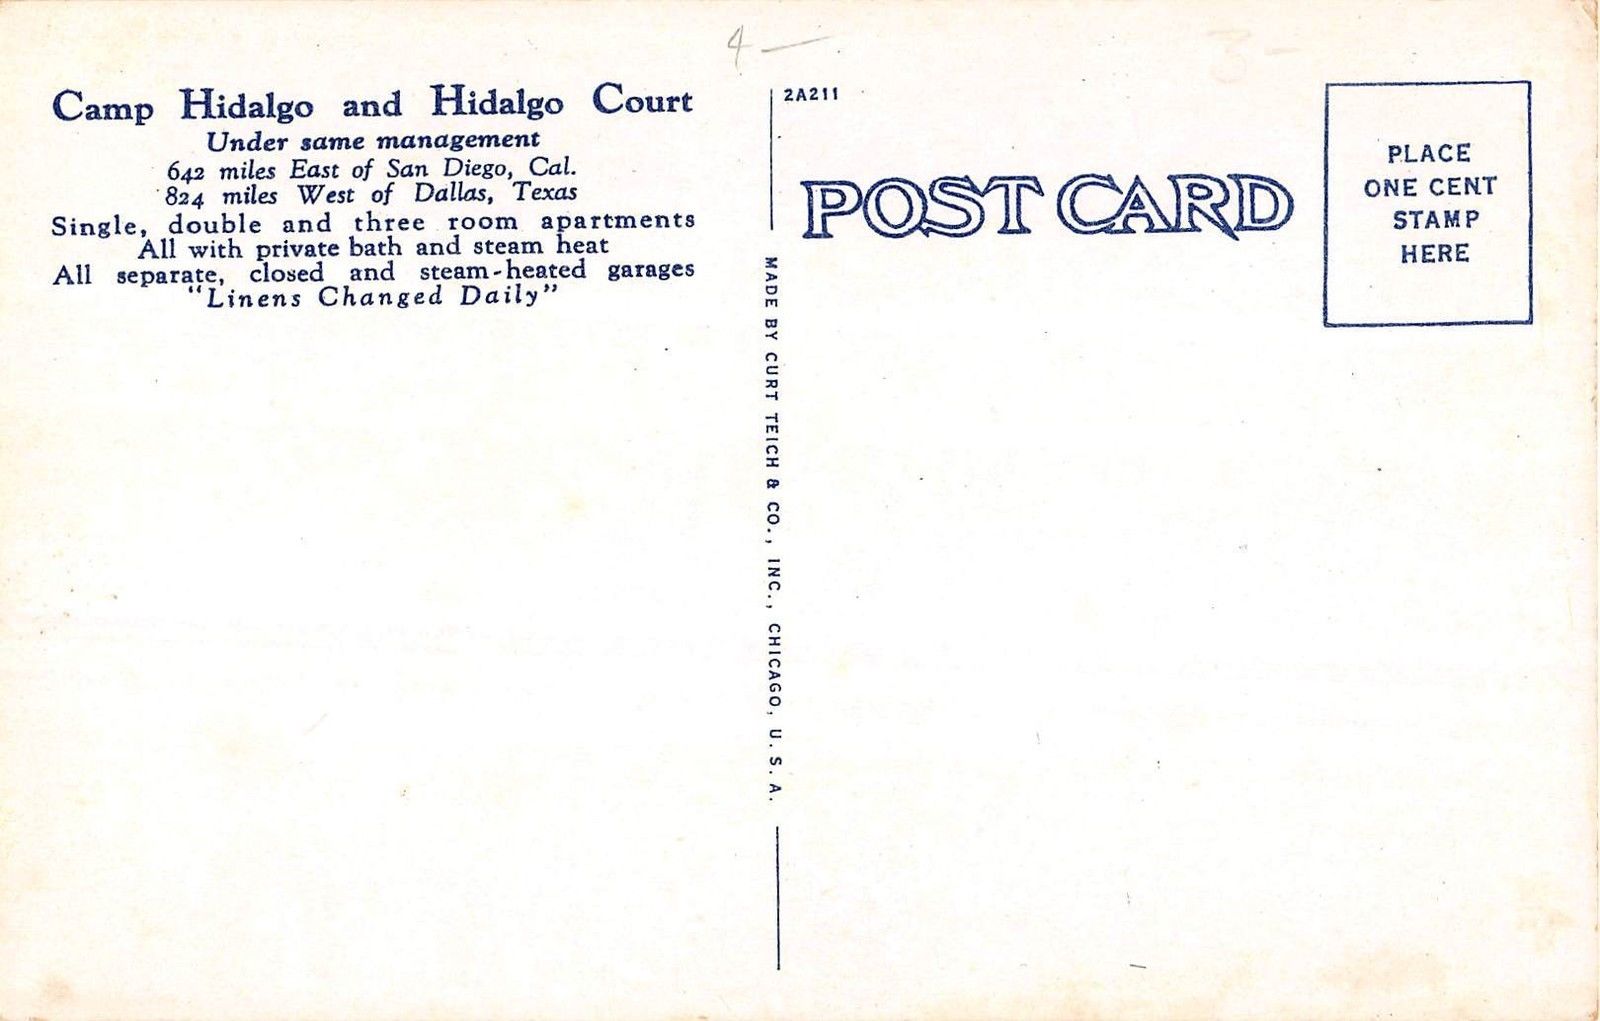 4 —
Camp Hidalgo and Hidalgo Court
Under same management
642 miles East of San Diego, Cal.
824 miles West of Dallas, Texas
Single, double and three room apartments
All with private bath and steam heat
All separate, closed and steam-heated garages
"Linens Changed Daily"
2A211
MADE BY CURT TEICH & CO., INC., CHICAGO, U. S. A.
POST CARD
3 -
PLACE
ONE CENT
STAMP
HERE